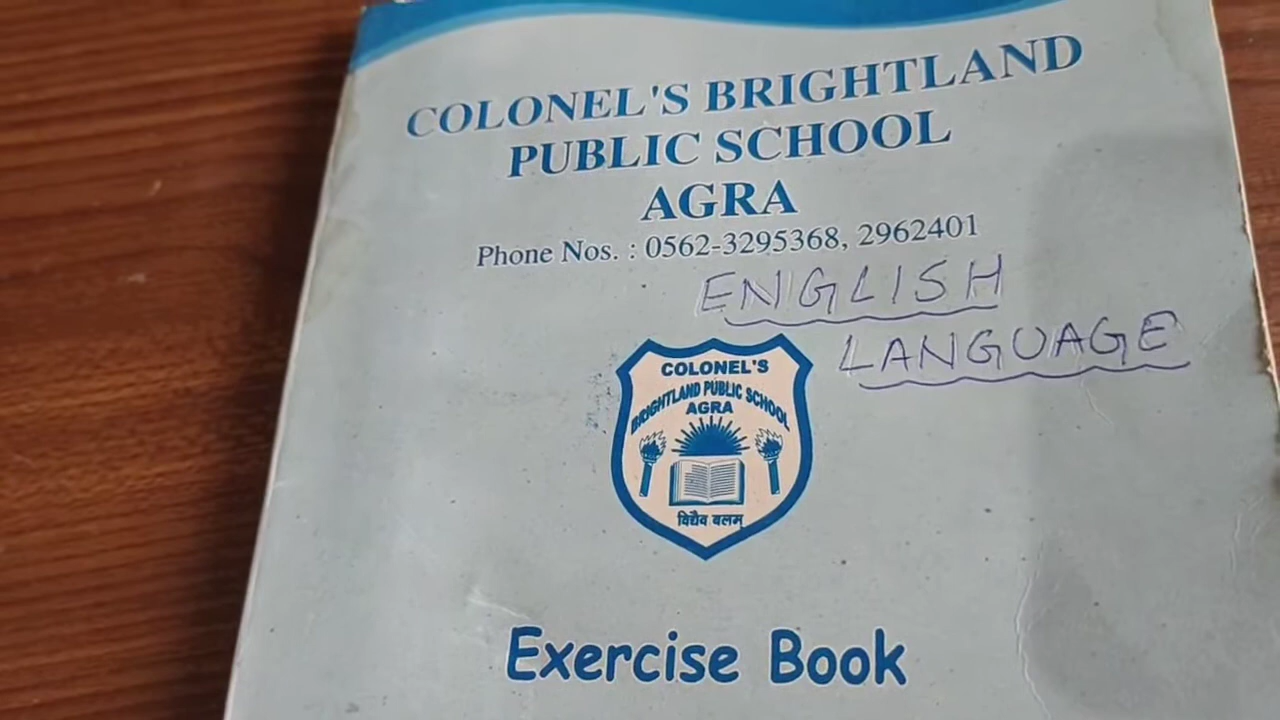 COLONEL'S BRIGHTLAND
PUBLIC SCHOOL
AGRA
Phone Nos. : 0562-3295368, 2962401
ENGLISH
LANGUAGE
COLONEL'S
BRIGHTLAND PUBLIC SCHOOL
AGRA
विद्यैव बलम्
Exercise Book